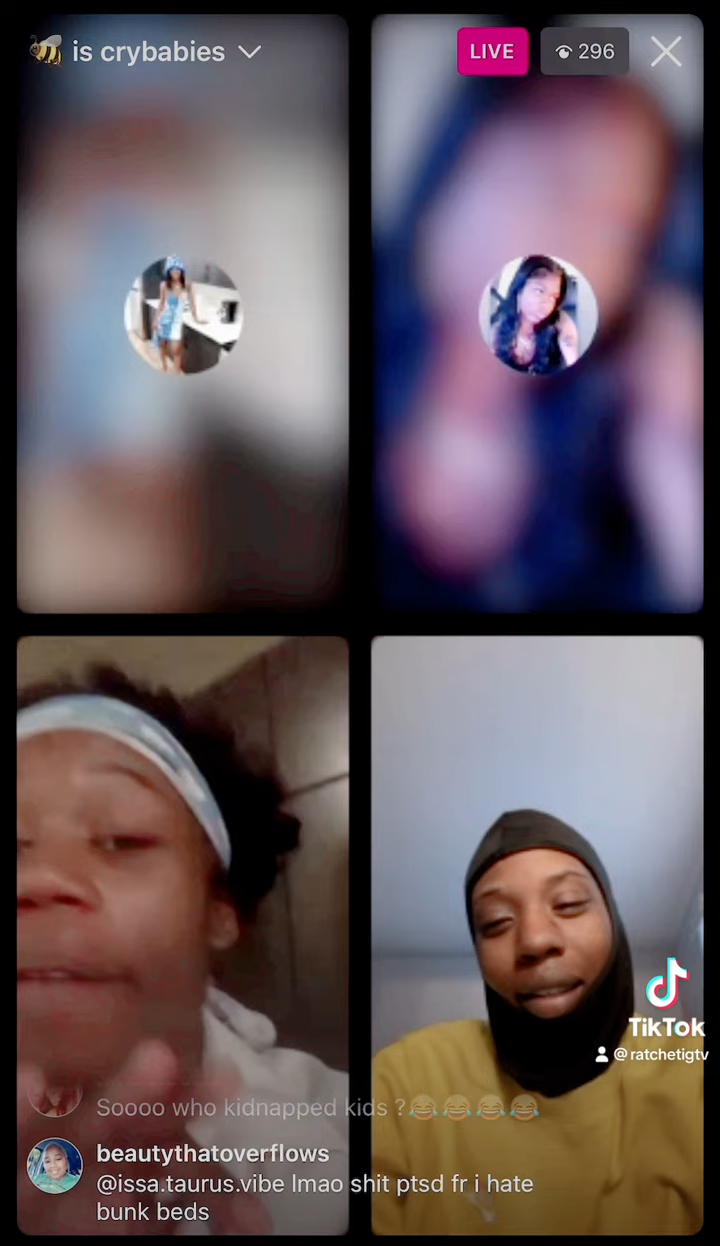 🐝 is crybabies
LIVE
296
TikTok
@ratchetigtv
Soooo who kidnapped kids ?😂😂😂😂
beautythatoverflows
@issa.taurus.vibe lmao shit ptsd fr i hate
bunk beds